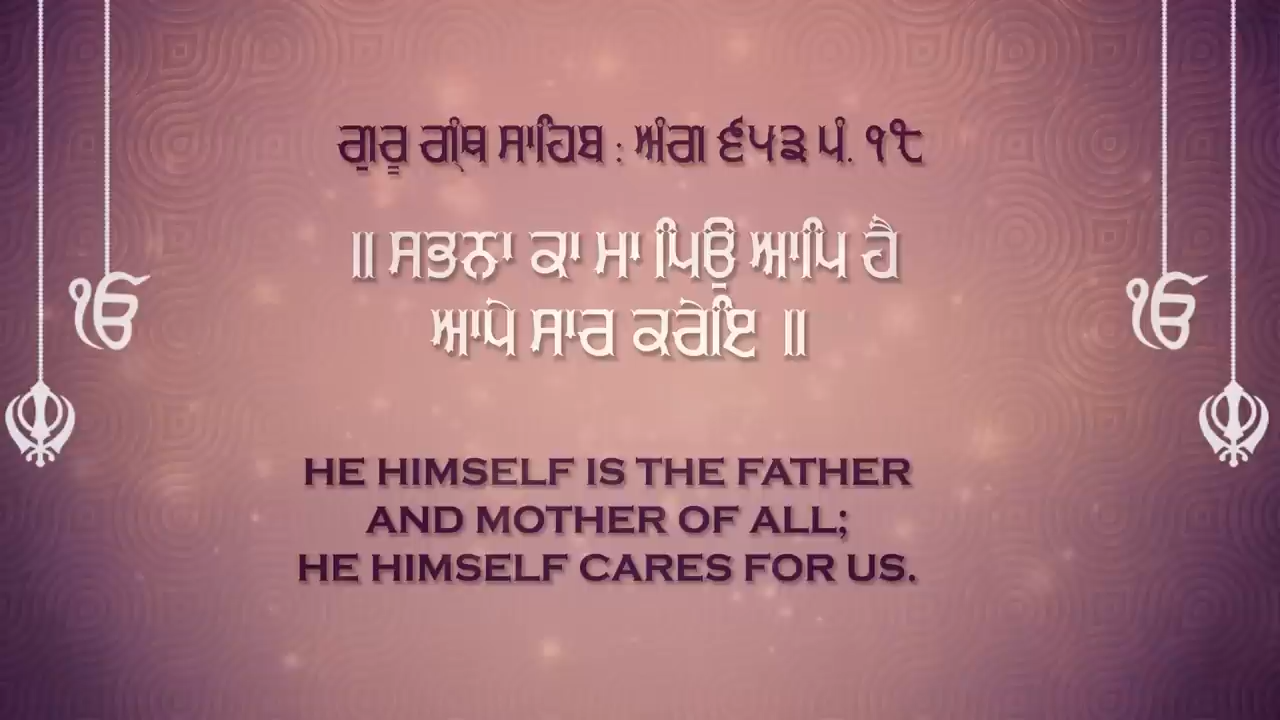 ਗੁਰੂ ਗ੍ਰੰਥ ਸਾਹਿਬ : ਅੰਗ ੬੫੩ ਪੰ. ੧੮
॥ ਸਭਨਾ ਕਾ ਮਾ ਪਿਉ ਆਪਿ ਹੈ
ਆਪੇ ਸਾਰ ਕਰੇਇ ॥
ੴ
ੴ
HE HIMSELF IS THE FATHER
AND MOTHER OF ALL;
HE HIMSELF CARES FOR US.